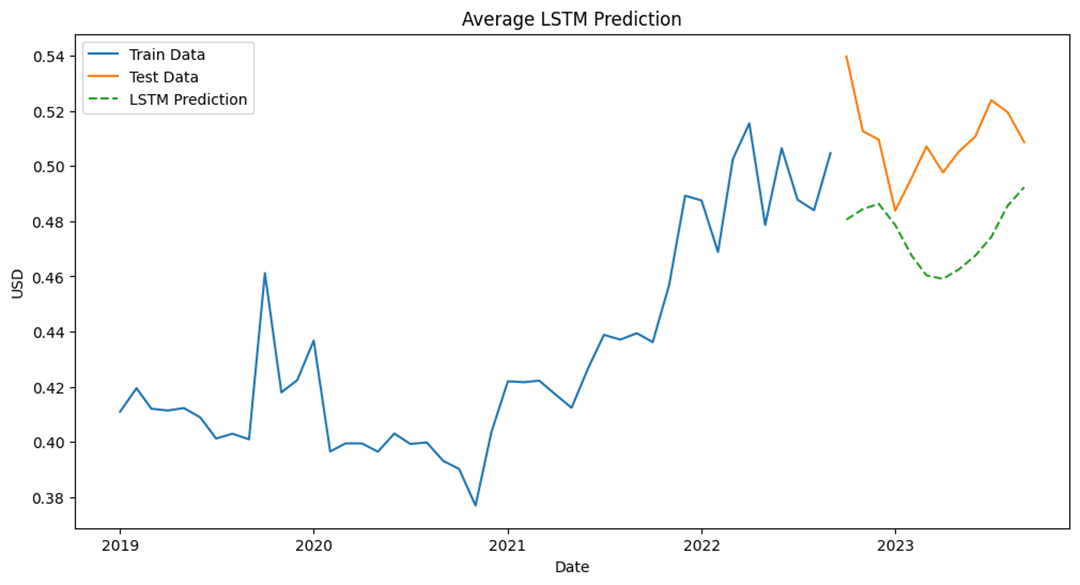 Average LSTM Prediction
Train Data
Test Data
LSTM Prediction
0.54
0.52
0.50
0.48
0.46
0.44
0.42
0.40
0.38
USD
2019 2020 2021 2022 2023
Date